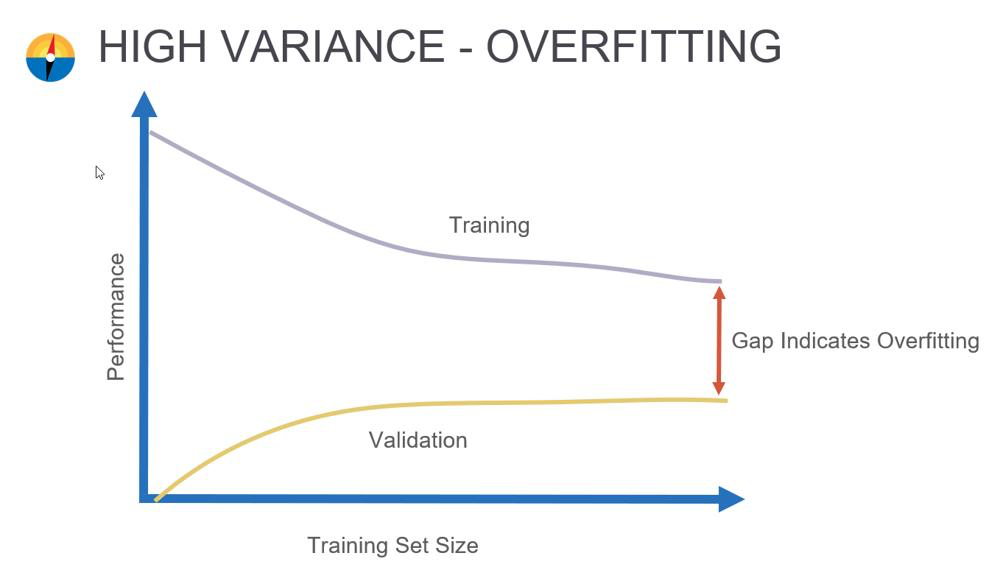 HIGH VARIANCE - OVERFITTING
Training
Performance
Gap Indicates Overfitting
Validation
Training Set Size